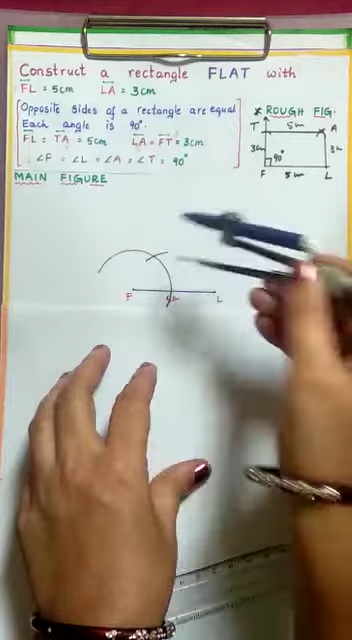 Construct a rectangle FLAT with
FL = 5cm LA = 3cm
Opposite sides of a rectangle are equal
Each angle is 90°.
FL = TA = 5cm LA = FT = 3cm
∠F = ∠L = ∠A = ∠T = 90°
* ROUGH FIG.
T 5cm A
3cm 90° 3c
F 5cm L
MAIN FIGURE
F L